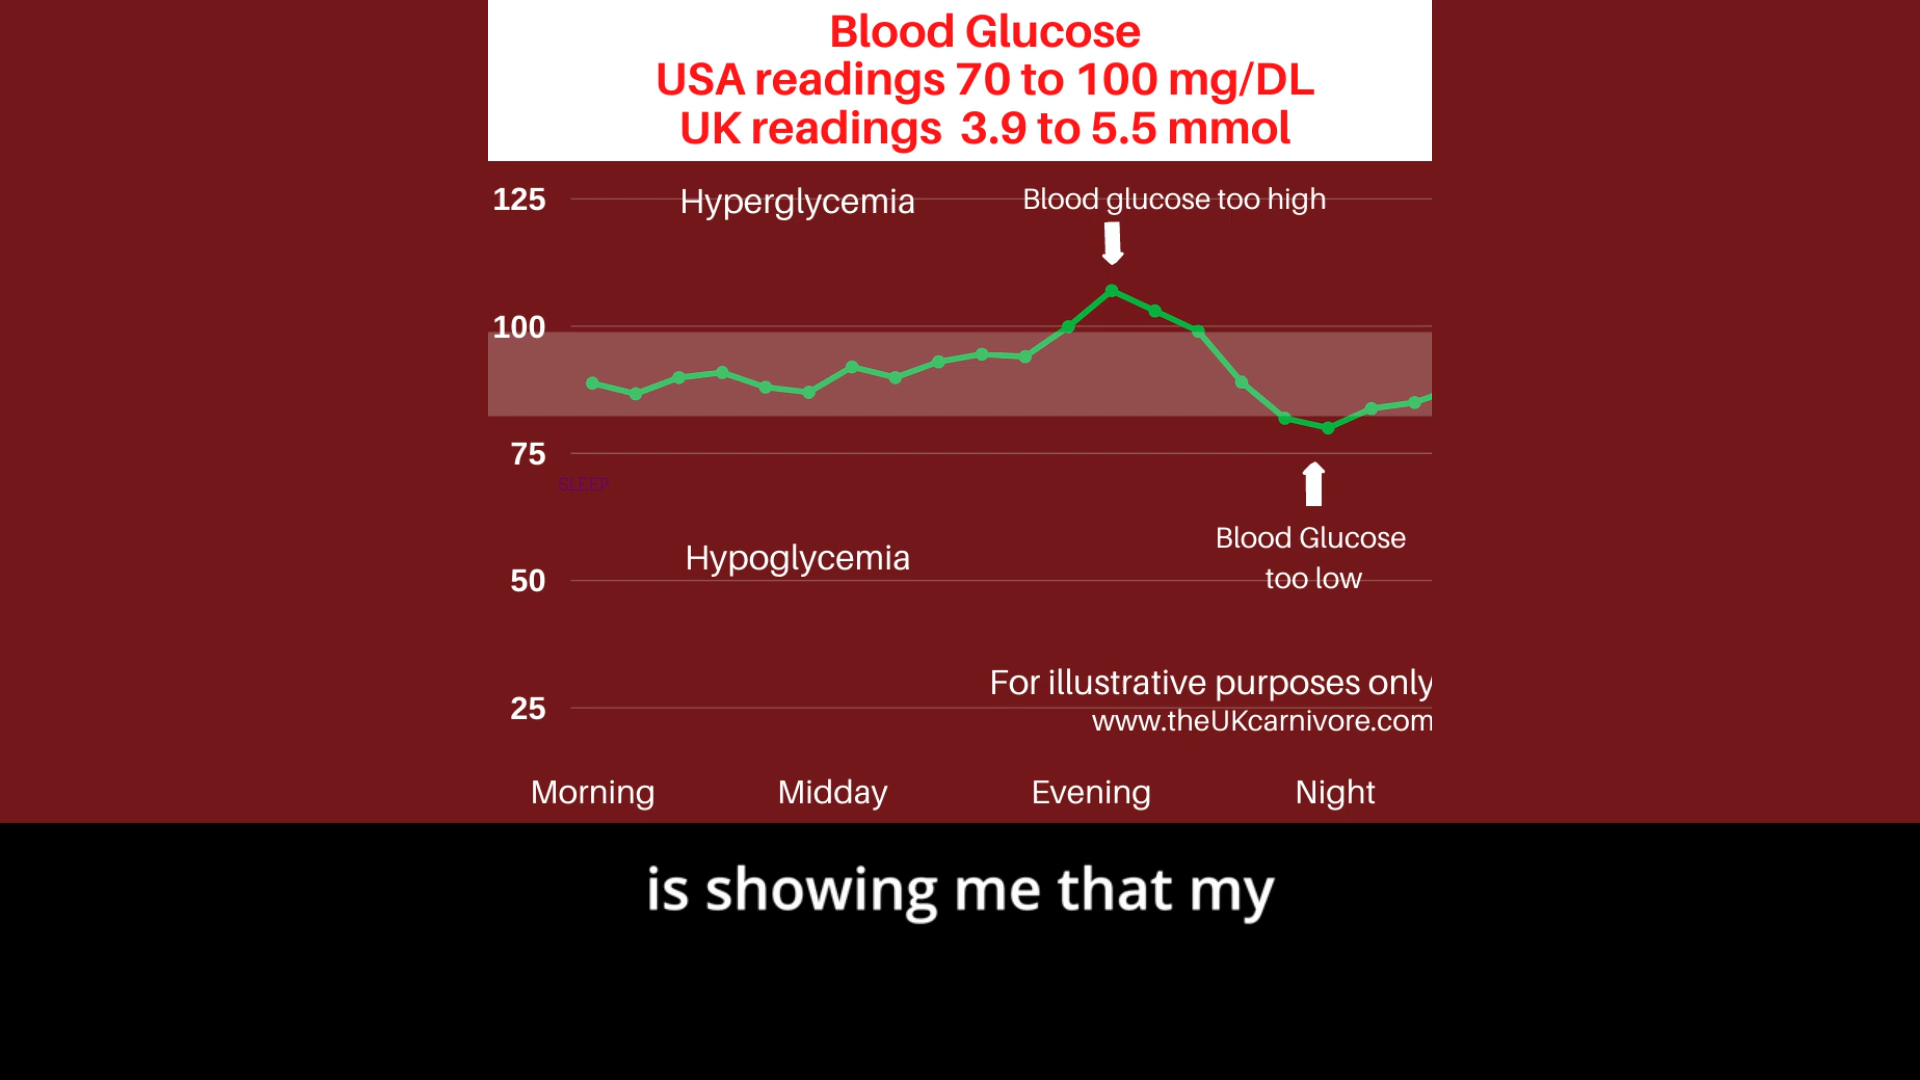 Blood Glucose
USA readings 70 to 100 mg/DL
UK readings 3.9 to 5.5 mmol
125
Hyperglycemia
Blood glucose too high
100
75
SLEEP
Blood Glucose
too low
Hypoglycemia
50
For illustrative purposes only
25
www.theUKcarnivore.com
Morning Midday Evening Night
is showing me that my